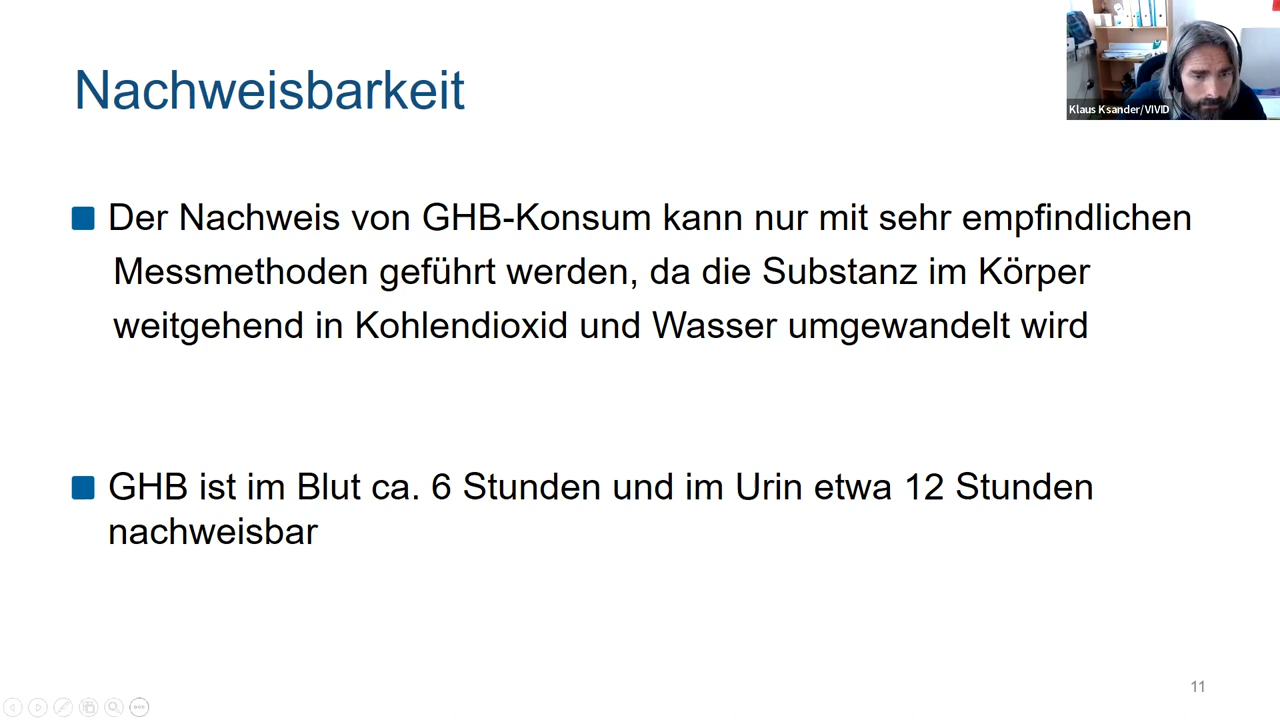 Nachweisbarkeit
Klaus Ksander/VIVID
Der Nachweis von GHB-Konsum kann nur mit sehr empfindlichen
Messmethoden geführt werden, da die Substanz im Körper
weitgehend in Kohlendioxid und Wasser umgewandelt wird
GHB ist im Blut ca. 6 Stunden und im Urin etwa 12 Stunden
nachweisbar
11